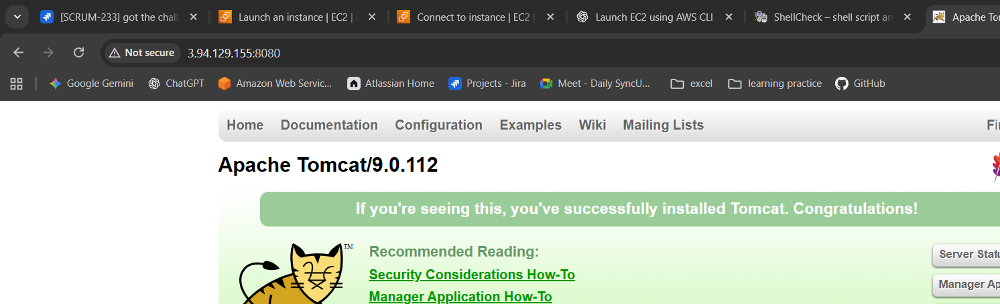 [SCRUM-233] got the chall
Launch an instance | EC2 |
Connect to instance | EC2 |
Launch EC2 using AWS CLI
ShellCheck – shell script an
Apache To
Not secure
3.94.129.155:8080
Google Gemini
ChatGPT
Amazon Web Servic...
Atlassian Home
Projects - Jira
Meet - Daily SyncU...
excel
learning practice
GitHub
Home
Documentation
Configuration
Examples
Wiki
Mailing Lists
Fi
Apache Tomcat/9.0.112
If you're seeing this, you've successfully installed Tomcat. Congratulations!
TM
Recommended Reading:
Security Considerations How-To
Manager Application How-To
Server Statu
Manager Ap